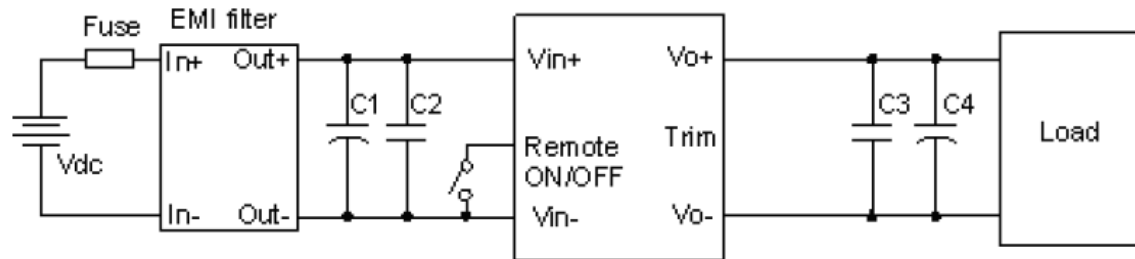 Fuse
EMI filter
In+ Out+
Vdc
In- Out-
C1 C2
Vin+ Vo+
Remote
ON/OFF
Trim
Vin- Vo-
C3 C4
Load